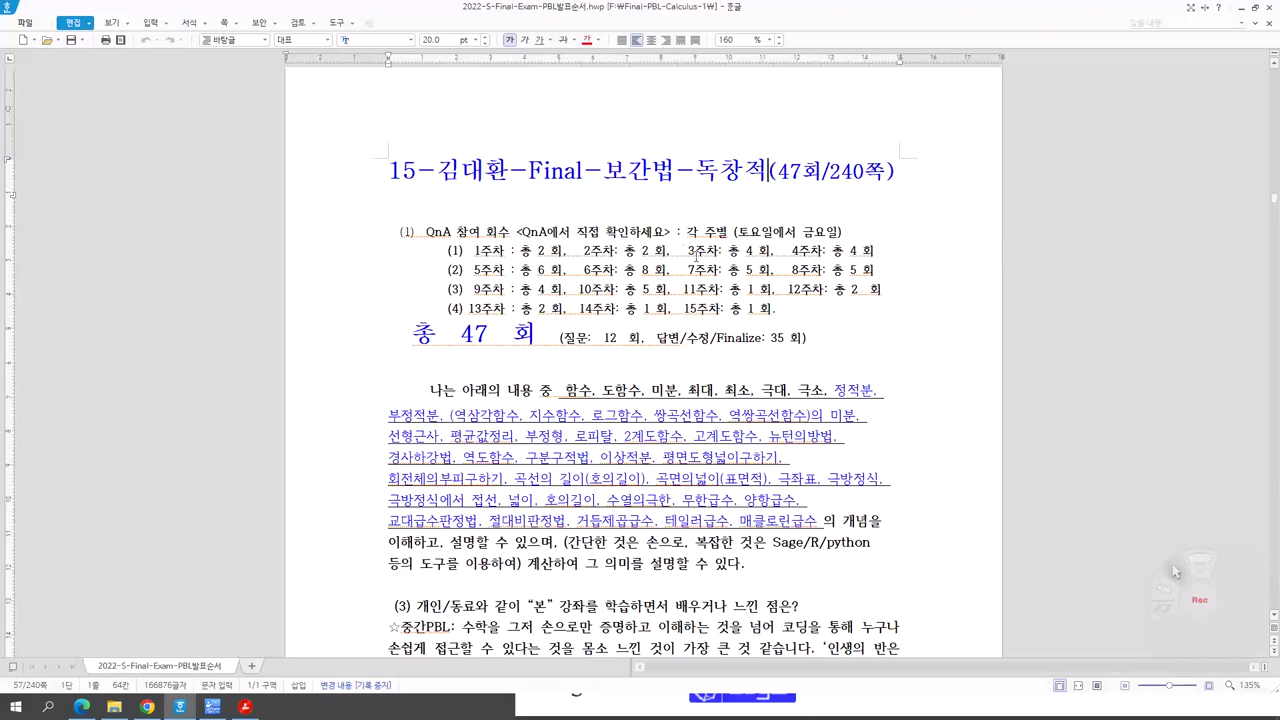 2022-S-Final-Exam-PBL발표순서.hwp [F:\Final-PBL-Calculus-1\] - 훈글
파일 편집 보기 입력 서식 쪽 보안 검토 도구
바탕글 대표 20.0 pt 가 가 가 가 가 160 %
15-김대환-Final-보간법-독창적(47회/240쪽)
(1) QnA 참여 회수 <QnA에서 직접 확인하세요> : 각 주별 (토요일에서 금요일)
(1) 1주차 : 총 2 회, 2주차: 총 2 회, 3주차: 총 4 회, 4주차: 총 4 회
(2) 5주차 : 총 6 회, 6주차: 총 8 회, 7주차: 총 5 회, 8주차: 총 5 회
(3) 9주차 : 총 4 회, 10주차: 총 5 회, 11주차: 총 1 회, 12주차: 총 2 회
(4) 13주차 : 총 2 회, 14주차: 총 1 회, 15주차: 총 1 회.
총 47 회 (질문: 12 회, 답변/수정/Finalize: 35 회)
나는 아래의 내용 중 함수, 도함수, 미분, 최대, 최소, 극대, 극소, 정적분,
부정적분, (역삼각함수, 지수함수, 로그함수, 쌍곡선함수, 역쌍곡선함수)의 미분,
선형근사, 평균값정리, 부정형, 로피탈, 2계도함수, 고계도함수, 뉴턴의방법,
경사하강법, 역도함수, 구분구적법, 이상적분, 평면도형넓이구하기,
회전체의부피구하기, 곡선의 길이(호의길이), 곡면의넓이(표면적), 극좌표, 극방정식,
극방정식에서 접선, 넓이, 호의길이, 수열의극한, 무한급수, 양항급수,
교대급수판정법, 절대비판정법, 거듭제곱급수, 테일러급수, 매클로린급수 의 개념을
이해하고, 설명할 수 있으며, (간단한 것은 손으로, 복잡한 것은 Sage/R/python
등의 도구를 이용하여) 계산하여 그 의미를 설명할 수 있다.
(3) 개인/동료와 같이 “본” 강좌를 학습하면서 배우거나 느낀 점은?
☆중간PBL: 수학을 그저 손으로만 증명하고 이해하는 것을 넘어 코딩을 통해 누구나
손쉽게 접근할 수 있다는 것을 몸소 느낀 것이 가장 큰 것 같습니다. ‘인생의 반은
Rec
2022-S-Final-Exam-PBL발표순서
57/240쪽 1단 1줄 64칸 166876글자 문자 입력 1/1 구역 삽입 변경 내용 [기록 중지] 135%